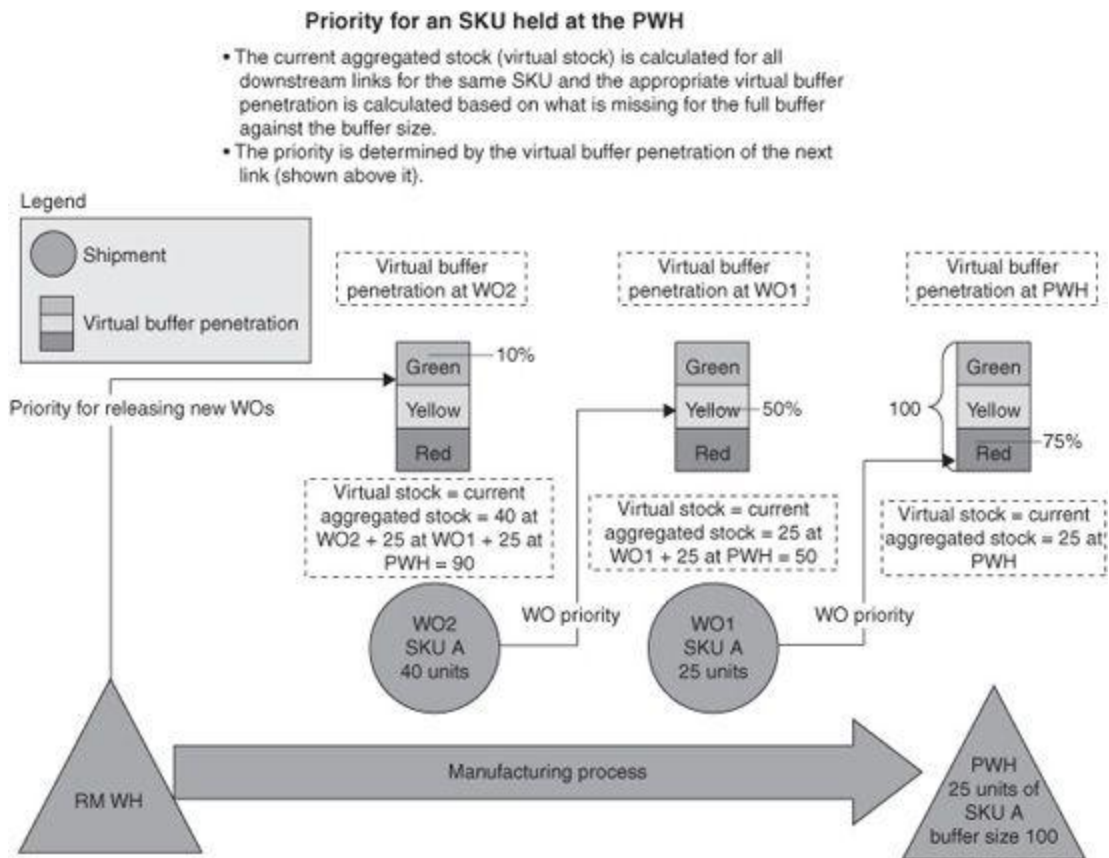 Priority for an SKU held at the PWH
• The current aggregated stock (virtual stock) is calculated for all
downstream links for the same SKU and the appropriate virtual buffer
penetration is calculated based on what is missing for the full buffer
against the buffer size.
• The priority is determined by the virtual buffer penetration of the next
link (shown above it).
Legend
Shipment
Virtual buffer penetration
Virtual buffer
penetration at WO2
Virtual buffer
penetration at WO1
Virtual buffer
penetration at PWH
Green
10%
Yellow
Red
Green
Yellow
50%
Red
100
Green
Yellow
Red
75%
Priority for releasing new WOs
Virtual stock = current
aggregated stock = 40 at
WO2 + 25 at WO1 + 25 at
PWH = 90
Virtual stock = current
aggregated stock = 25 at
WO1 + 25 at PWH = 50
Virtual stock = current
aggregated stock = 25 at
PWH
WO2
SKU A
40 units
WO priority
WO1
SKU A
25 units
WO priority
RM WH
Manufacturing process
PWH
25 units of
SKU A
buffer size 100